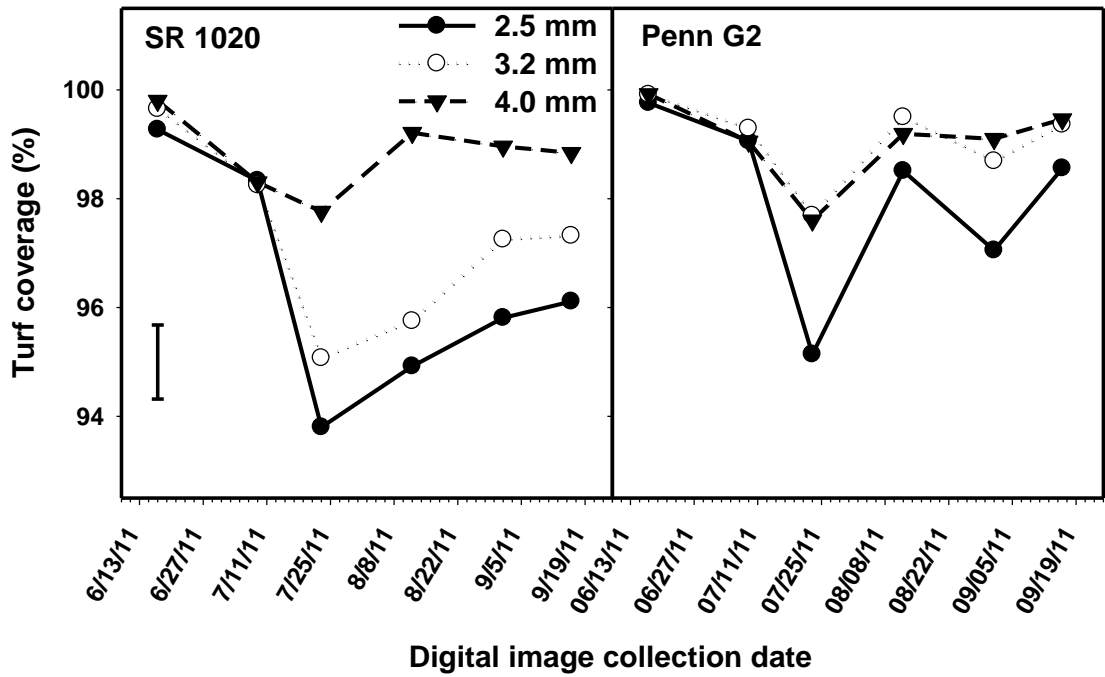 SR 1020
2.5 mm
3.2 mm
4.0 mm
Penn G2
Turf coverage (%)
100
98
96
94
6/13/11
6/27/11
7/11/11
7/25/11
8/8/11
8/22/11
9/5/11
9/19/11
06/13/11
06/27/11
07/11/11
07/25/11
08/08/11
08/22/11
09/05/11
09/19/11
Digital image collection date